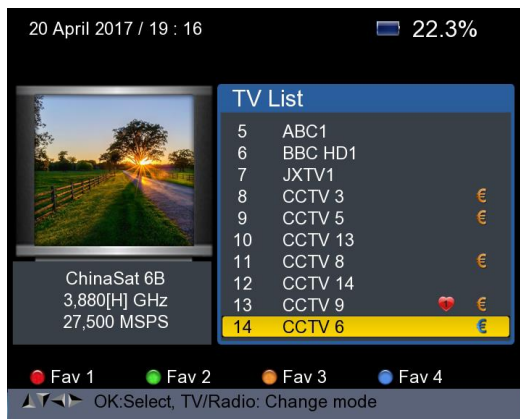 20 April 2017 / 19 : 16
22.3%
TV List
5 ABC1
6 BBC HD1
7 JXTV1
8 CCTV 3 €
9 CCTV 5 €
10 CCTV 13
11 CCTV 8 €
12 CCTV 14
13 CCTV 9 1 €
14 CCTV 6 €
ChinaSat 6B
3,880[H] GHz
27,500 MSPS
Fav 1
Fav 2
Fav 3
Fav 4
OK:Select, TV/Radio: Change mode